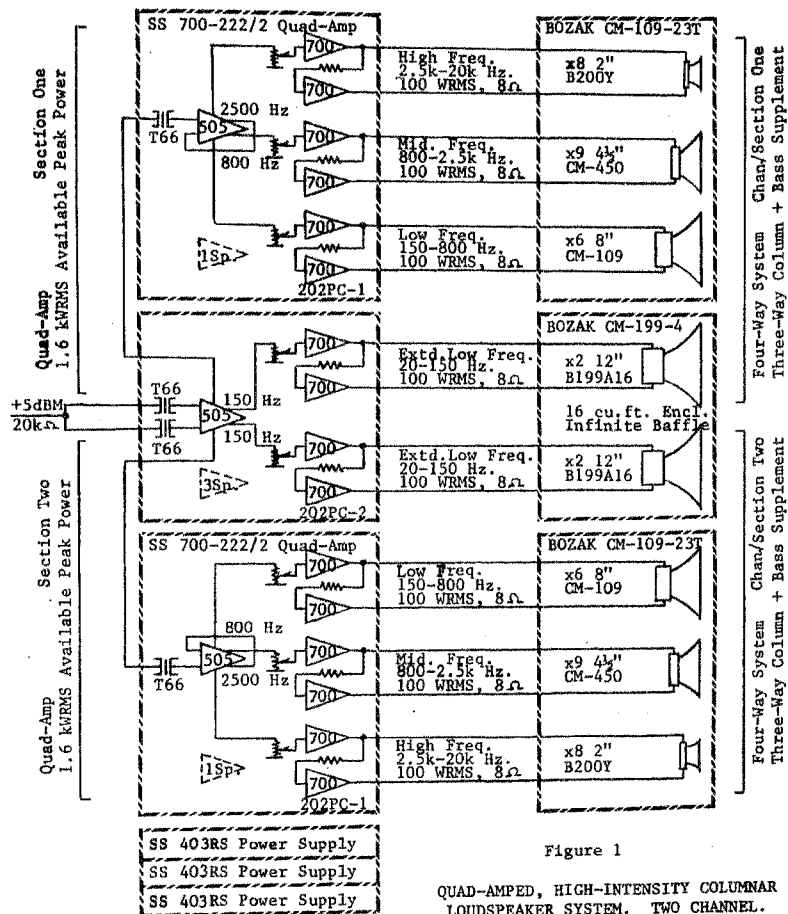 SS 700-222/2 Quad-Amp
BOZAK CM-109-23T
Section One
Quad-Amp
1.6 kWRMS Available Peak Power
700
700
High Freq.
2.5k-20k Hz.
100 WRMS, 8Ω
x8 2"
B200Y
T66
505
2500 Hz
800 Hz
700
700
Mid. Freq.
800-2.5k Hz.
100 WRMS, 8Ω
x9 4½"
CM-450
1Sp.
700
700
Low Freq.
150-800 Hz.
100 WRMS, 8Ω
x6 8"
CM-109
202PC-1
Four-Way System Chan/Section One
Three-Way Column + Bass Supplement
BOZAK CM-199-4
+5dBM
20k
T66
T66
505
150 Hz
150 Hz
700
700
Extd.Low Freq.
20-150 Hz.
100 WRMS, 8Ω
x2 12"
B199A16
16 cu.ft. Encl.
Infinite Baffle
3Sp.
700
700
Extd.Low Freq.
20-150 Hz.
100 WRMS, 8Ω
x2 12"
B199A16
202PC-2
Section Two
Quad-Amp
1.6 kWRMS Available Peak Power
SS 700-222/2 Quad-Amp
BOZAK CM-109-23T
700
700
Low Freq.
150-800 Hz.
100 WRMS, 8Ω
x6 8"
CM-109
T66
505
800 Hz
2500 Hz
700
700
Mid. Freq.
800-2.5k Hz.
100 WRMS, 8Ω
x9 4½"
CM-450
1Sp.
700
700
High Freq.
2.5k-20k Hz.
100 WRMS, 8Ω
x8 2"
B200Y
202PC-1
Four-Way System Chan/Section Two
Three-Way Column + Bass Supplement
SS 403RS Power Supply
SS 403RS Power Supply
SS 403RS Power Supply
Figure 1
QUAD-AMPED, HIGH-INTENSITY COLUMNAR
LOUDSPEAKER SYSTEM. TWO CHANNEL.